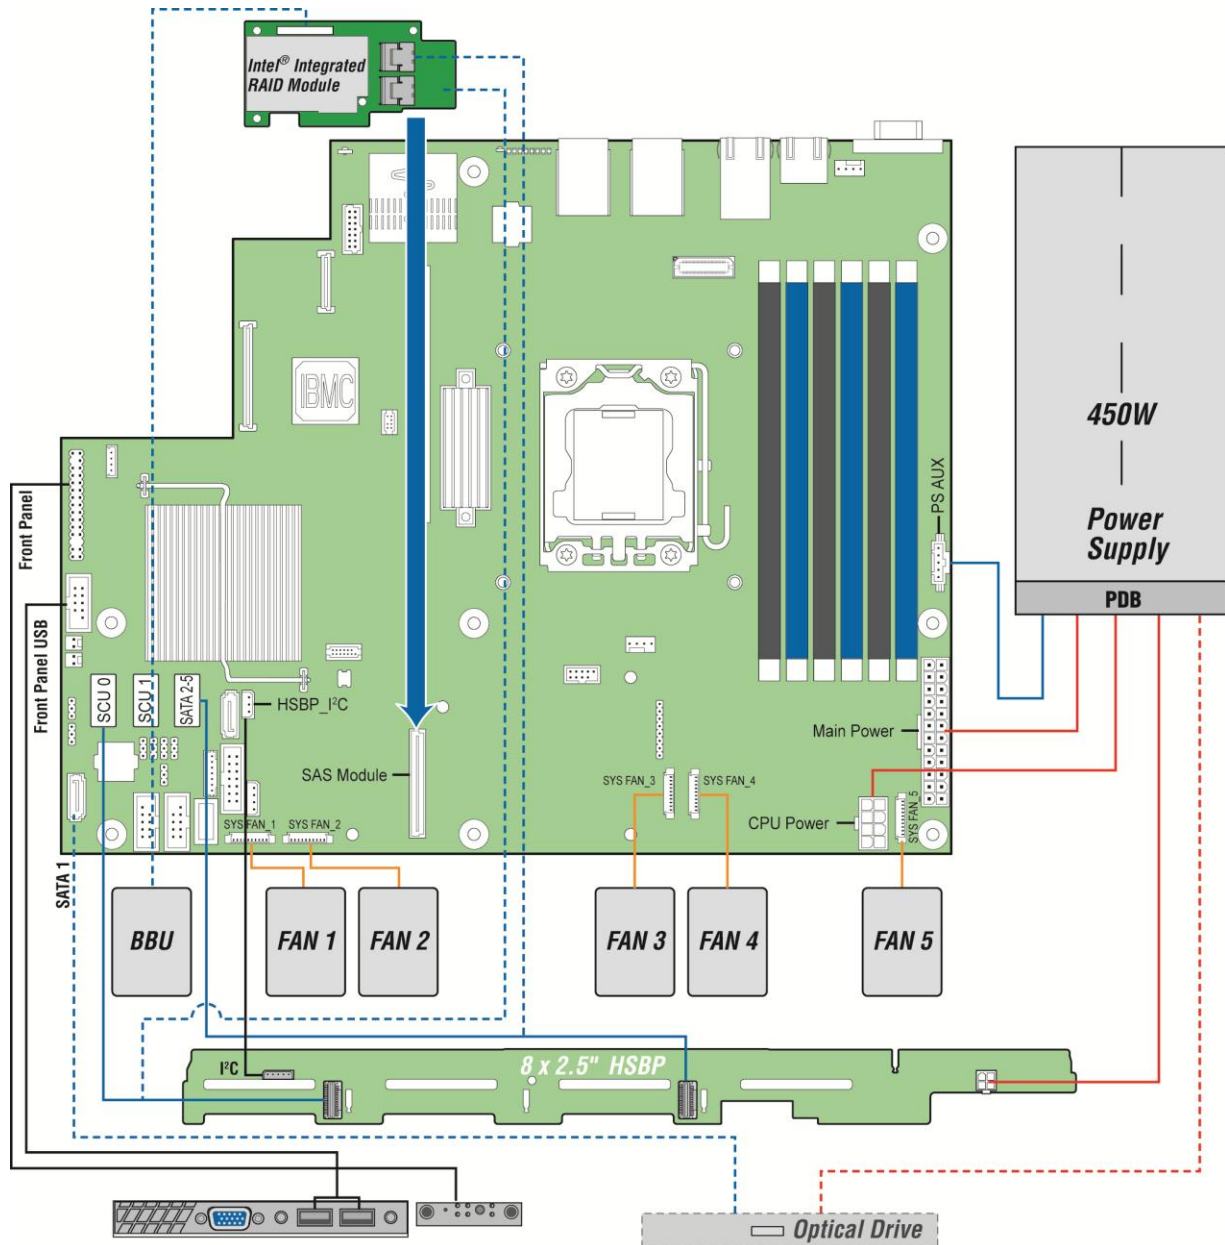 Intel® Integrated
RAID Module
IBMC
450W
Power
Supply
PDB
PS AUX
Front Panel
Front Panel USB
SCU 0
SCU 1
SATA 2-5
HSBP_I²C
SAS Module
Main Power
SYS FAN_3
SYS FAN_4
CPU Power
SYS FAN_5
SYS FAN_1
SYS FAN_2
SATA 1
BBU
FAN 1
FAN 2
FAN 3
FAN 4
FAN 5
8 x 2.5" HSBP
I²C
Optical Drive